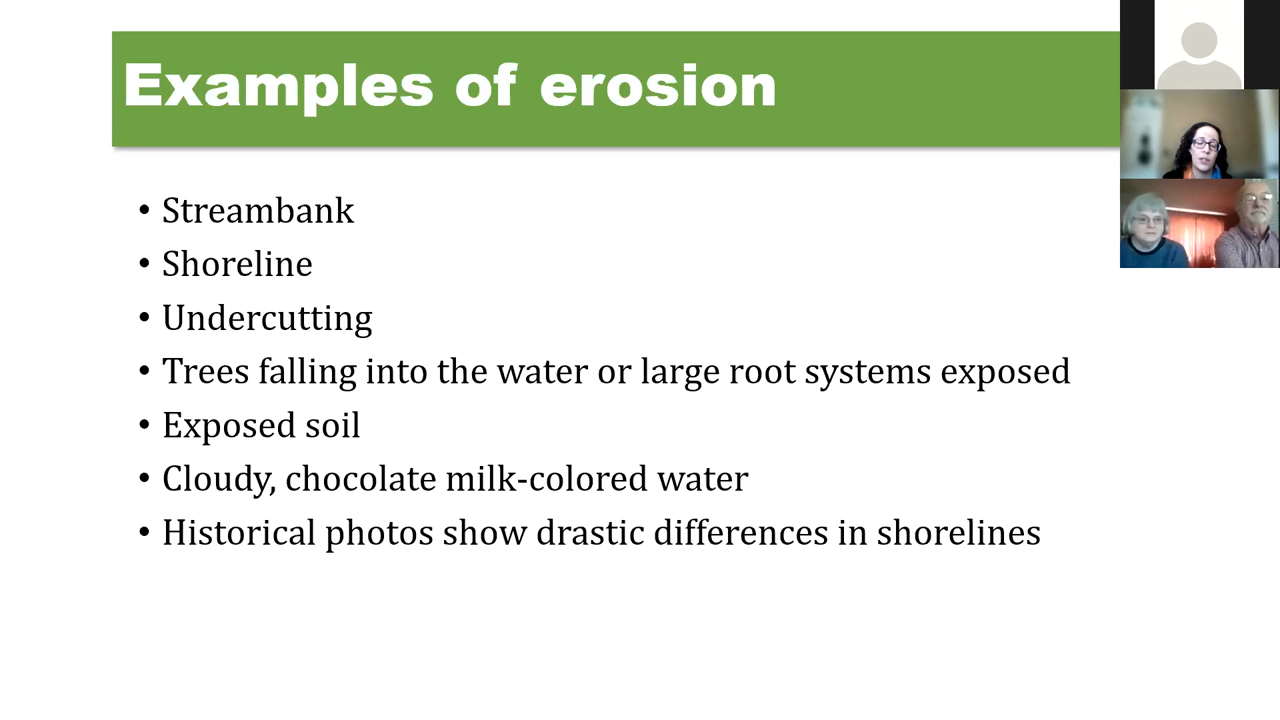 Examples of erosion
• Streambank
• Shoreline
• Undercutting
• Trees falling into the water or large root systems exposed
• Exposed soil
• Cloudy, chocolate milk-colored water
• Historical photos show drastic differences in shorelines